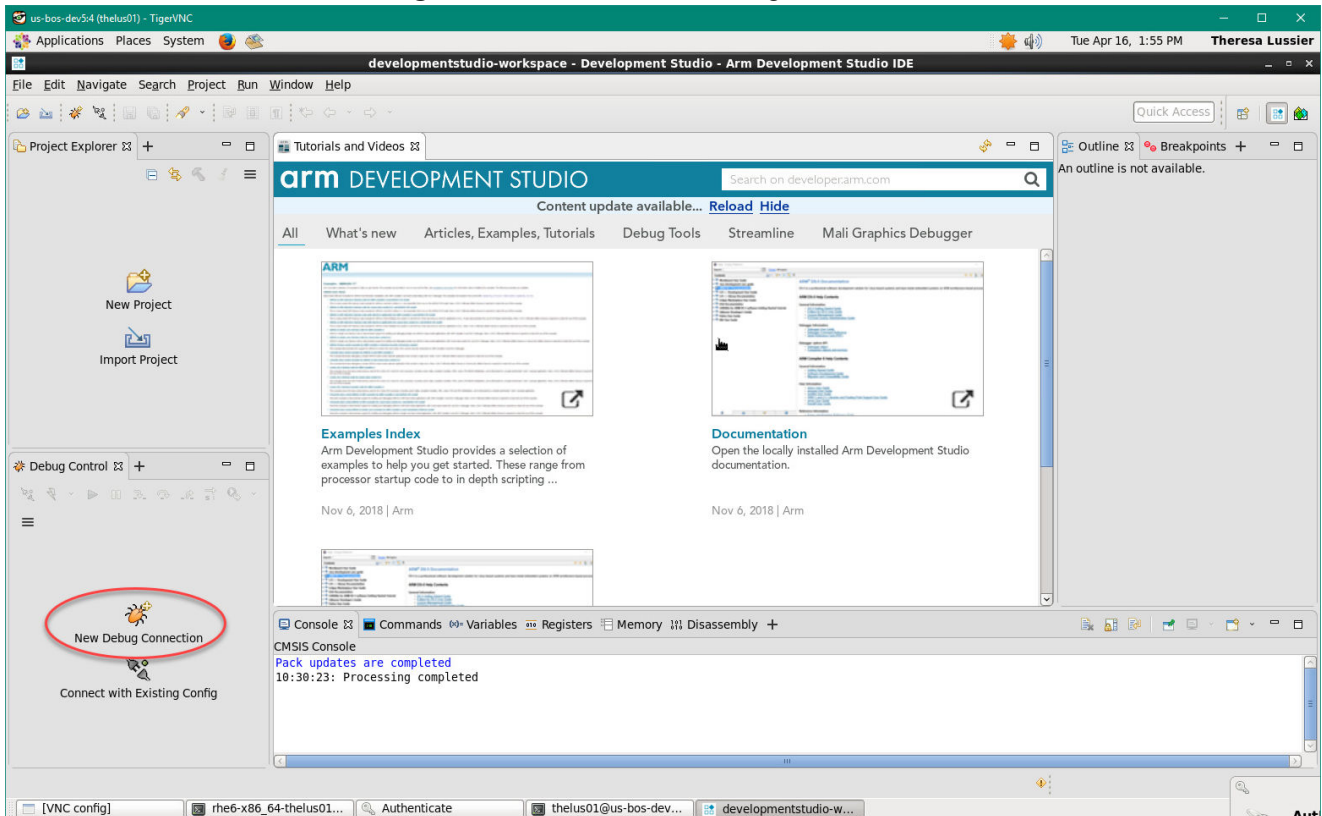 us-bos-dev5:4 (thelus01) - TigerVNC
Applications Places System Tue Apr 16, 1:55 PM Theresa Lussier
developmentstudio-workspace - Development Studio - Arm Development Studio IDE
File Edit Navigate Search Project Run Window Help
Quick Access
Project Explorer
Tutorials and Videos
Outline Breakpoints
An outline is not available.
arm DEVELOPMENT STUDIO
Search on developer.arm.com
Content update available... Reload Hide
All What's new Articles, Examples, Tutorials Debug Tools Streamline Mali Graphics Debugger
New Project
Import Project
ARM
Examples Index
Arm Development Studio provides a selection of
examples to help you get started. These range from
processor startup code to in depth scripting ...
Nov 6, 2018 | Arm
Documentation
Open the locally installed Arm Development Studio
documentation.
Nov 6, 2018 | Arm
Debug Control
New Debug Connection
Connect with Existing Config
Console Commands Variables Registers Memory Disassembly
CMSIS Console
Pack updates are completed
10:30:23: Processing completed
[VNC config] rhe6-x86_64-thelus01... Authenticate thelus01@us-bos-dev... developmentstudio-w...